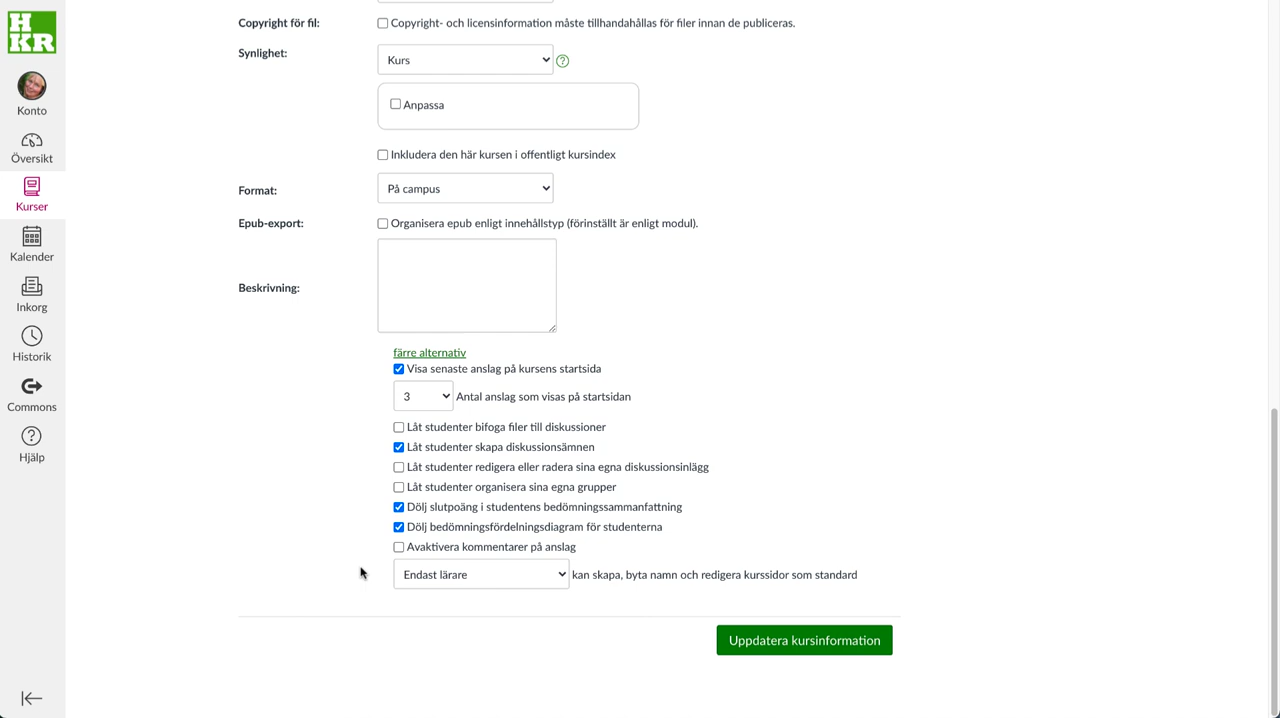 HKR
Konto
Översikt
Kurser
Kalender
Inkorg
Historik
Commons
Hjälp
Copyright för fil:
Copyright- och licensinformation måste tillhandahållas för filer innan de publiceras.
Synlighet:
Kurs
?
Anpassa
Inkludera den här kursen i offentligt kursindex
Format:
På campus
Epub-export:
Organisera epub enligt innehållstyp (förinställt är enligt modul).
Beskrivning:
färre alternativ
Visa senaste anslag på kursens startsida
3 Antal anslag som visas på startsidan
Låt studenter bifoga filer till diskussioner
Låt studenter skapa diskussionsämnen
Låt studenter redigera eller radera sina egna diskussionsinlägg
Låt studenter organisera sina egna grupper
Dölj slutpoäng i studentens bedömningssammanfattning
Dölj bedömningsfördelningsdiagram för studenterna
Avaktivera kommentarer på anslag
Endast lärare kan skapa, byta namn och redigera kurssidor som standard
Uppdatera kursinformation